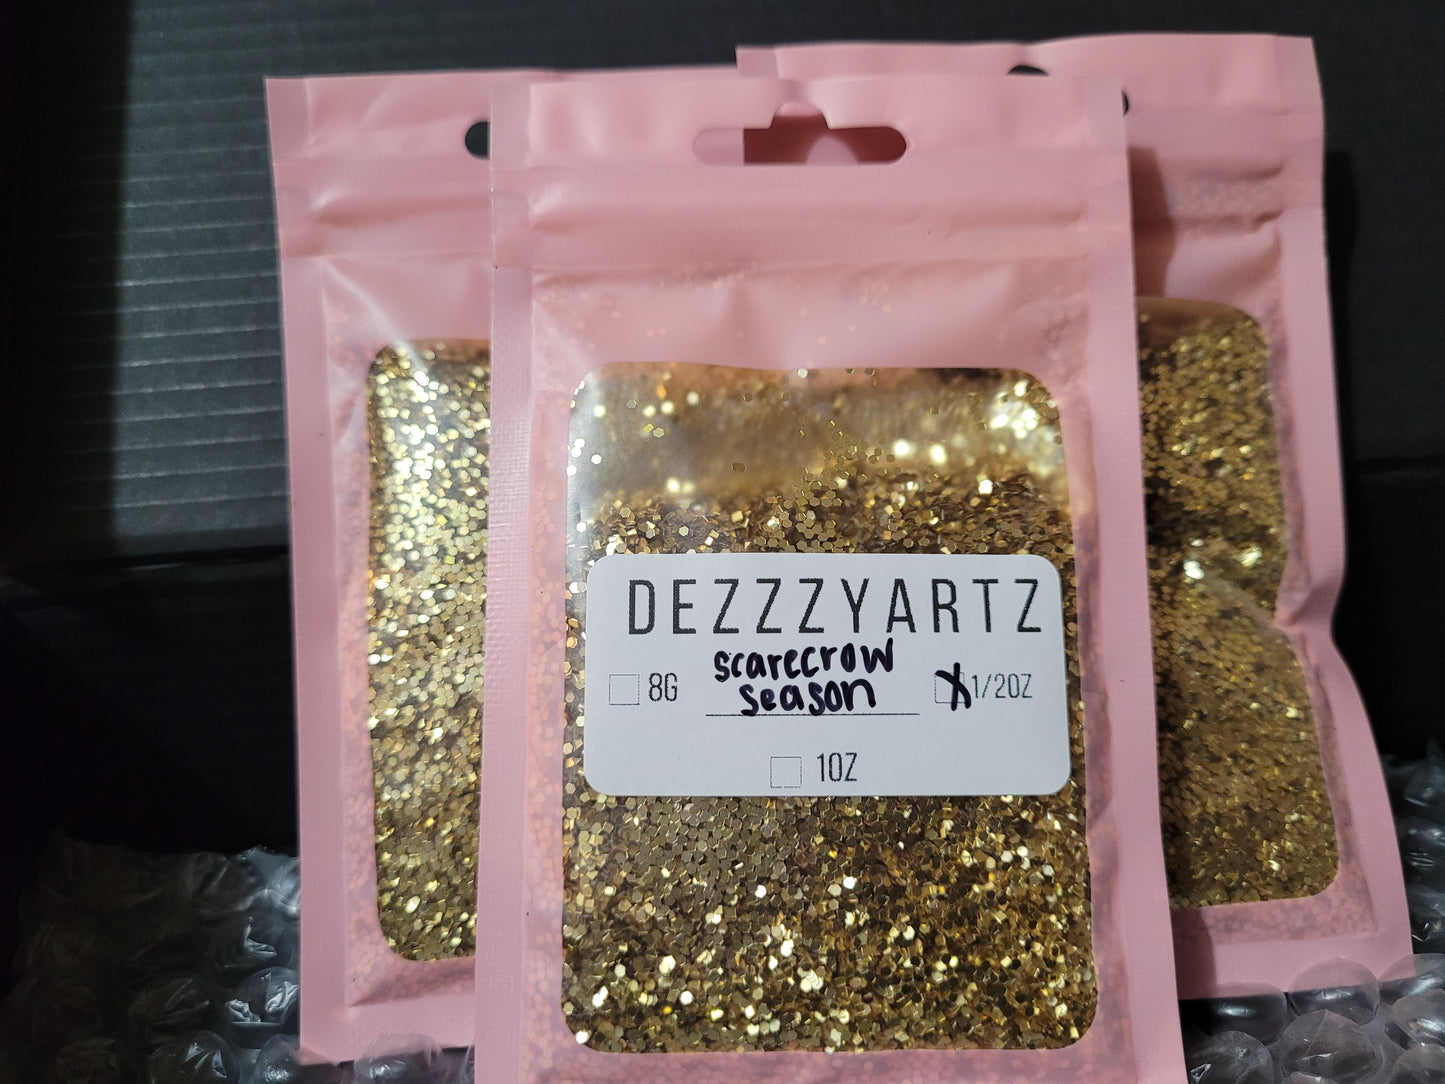 DEZZZYARTZ
scarecrow
8G season X 1/2OZ
1OZ